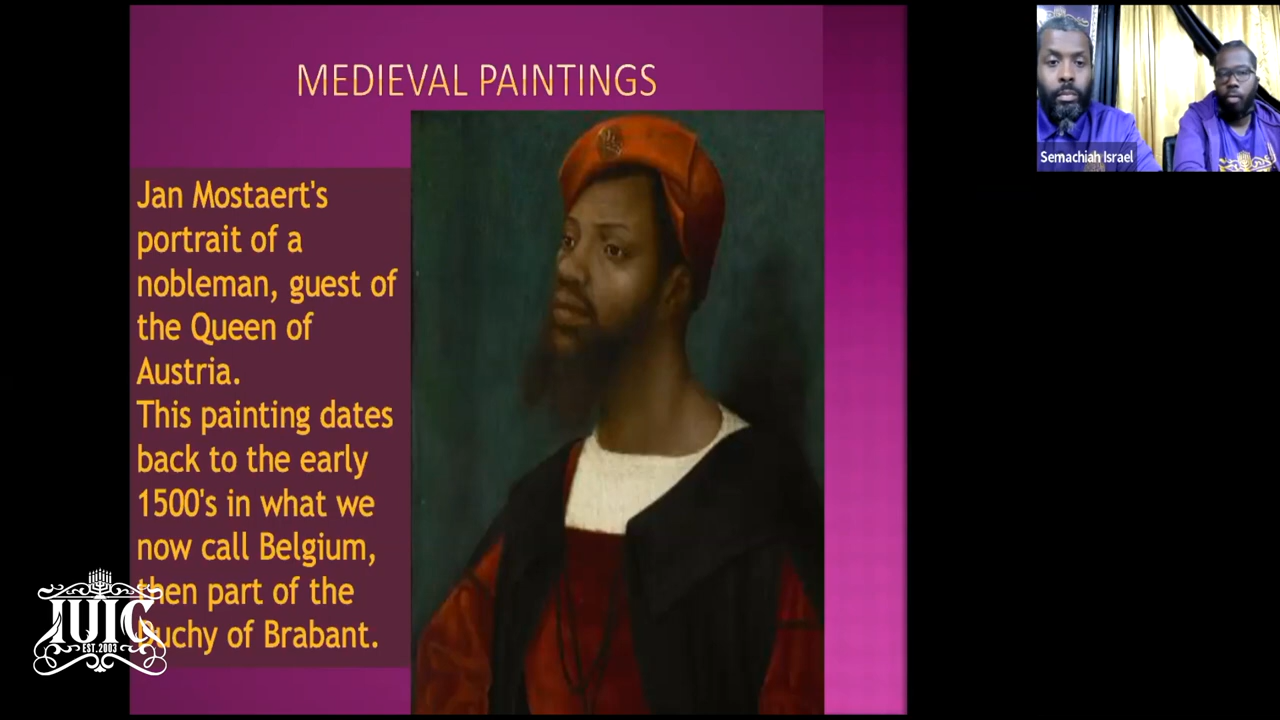 MEDIEVAL PAINTINGS
Jan Mostaert's
portrait of a
nobleman, guest of
the Queen of
Austria.
This painting dates
back to the early
1500's in what we
now call Belgium,
then part of the
Duchy of Brabant.
IUIC
EST. 2003
Semachiah Israel